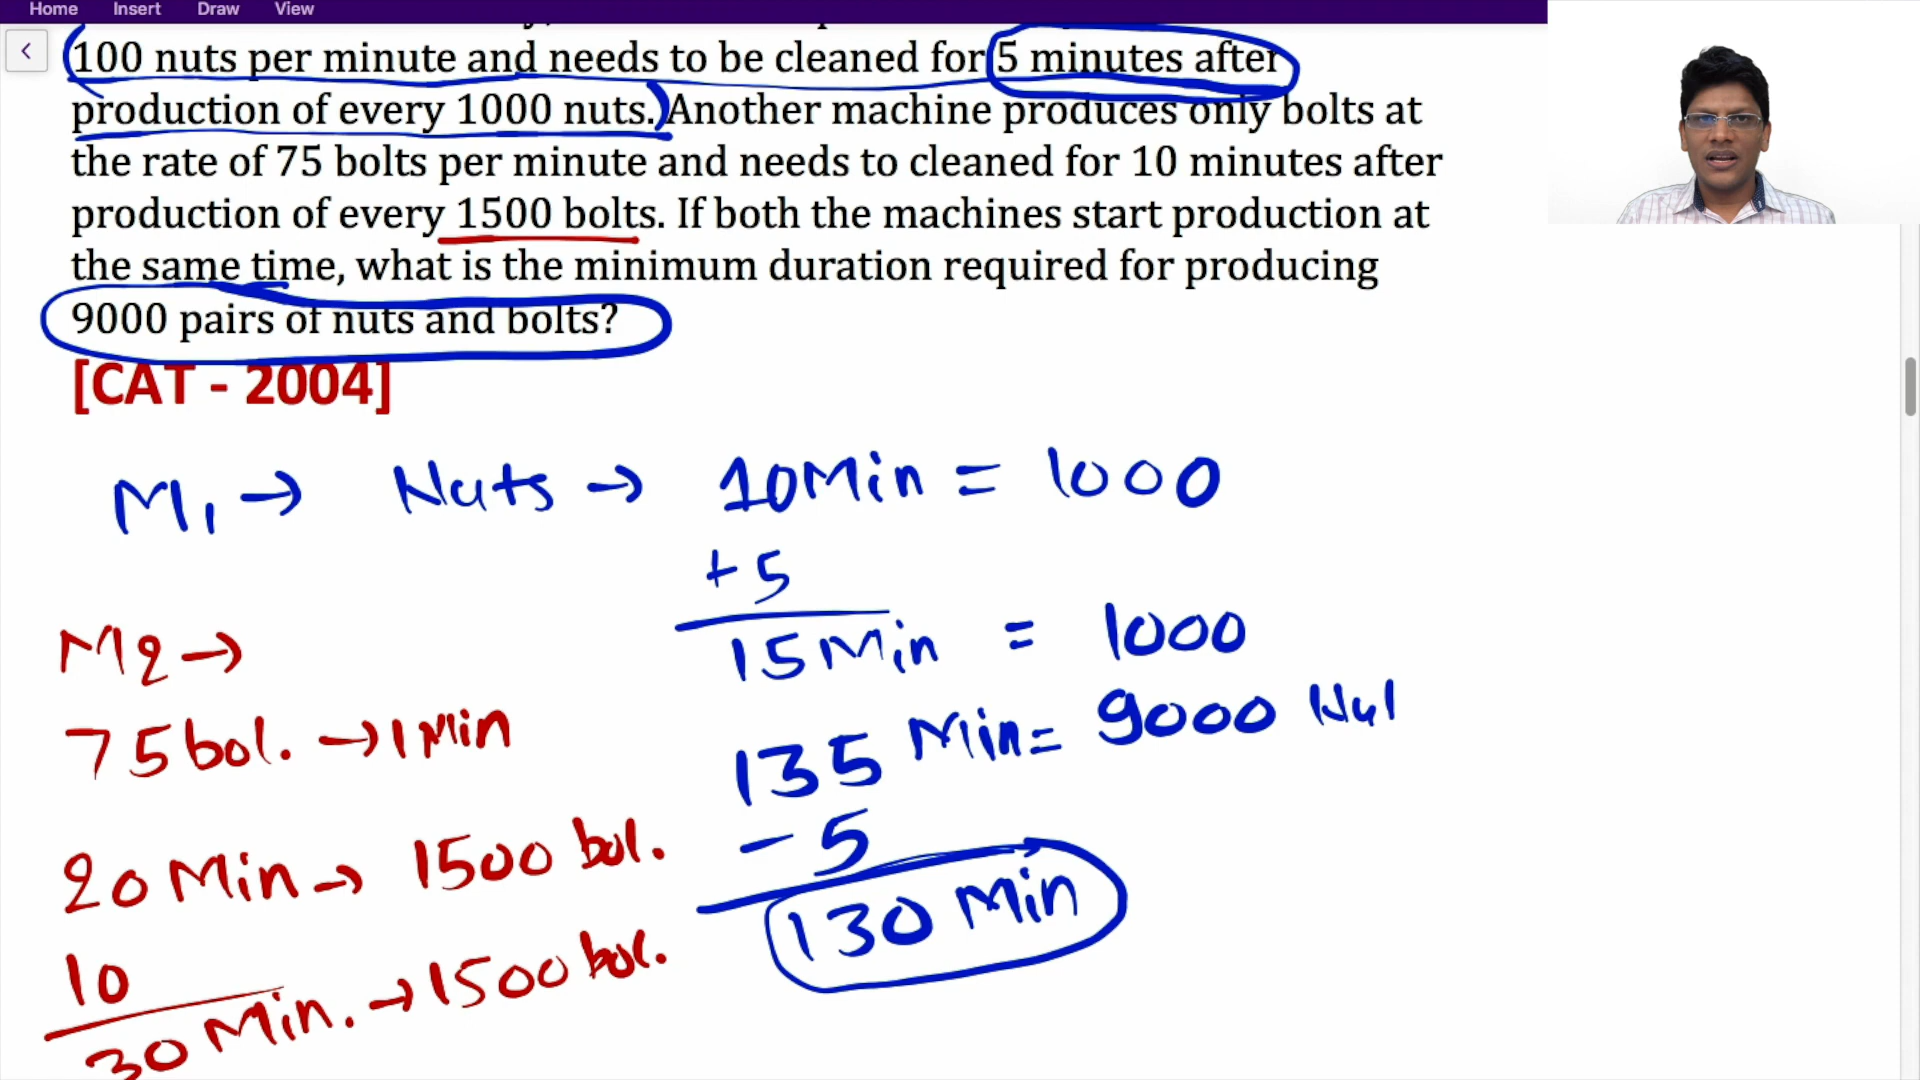 Home Insert Draw View
100 nuts per minute and needs to be cleaned for 5 minutes after
production of every 1000 nuts. Another machine produces only bolts at
the rate of 75 bolts per minute and needs to cleaned for 10 minutes after
production of every 1500 bolts. If both the machines start production at
the same time, what is the minimum duration required for producing
9000 pairs of nuts and bolts?
[CAT - 2004]
M1 → Nuts → 10Min = 1000
+5
15Min = 1000
135 Min = 9000 Nut
-5
130 Min
M2 →
75bol. → 1 Min
20 Min → 1500 bol.
10
30 Min. → 1500 bol.